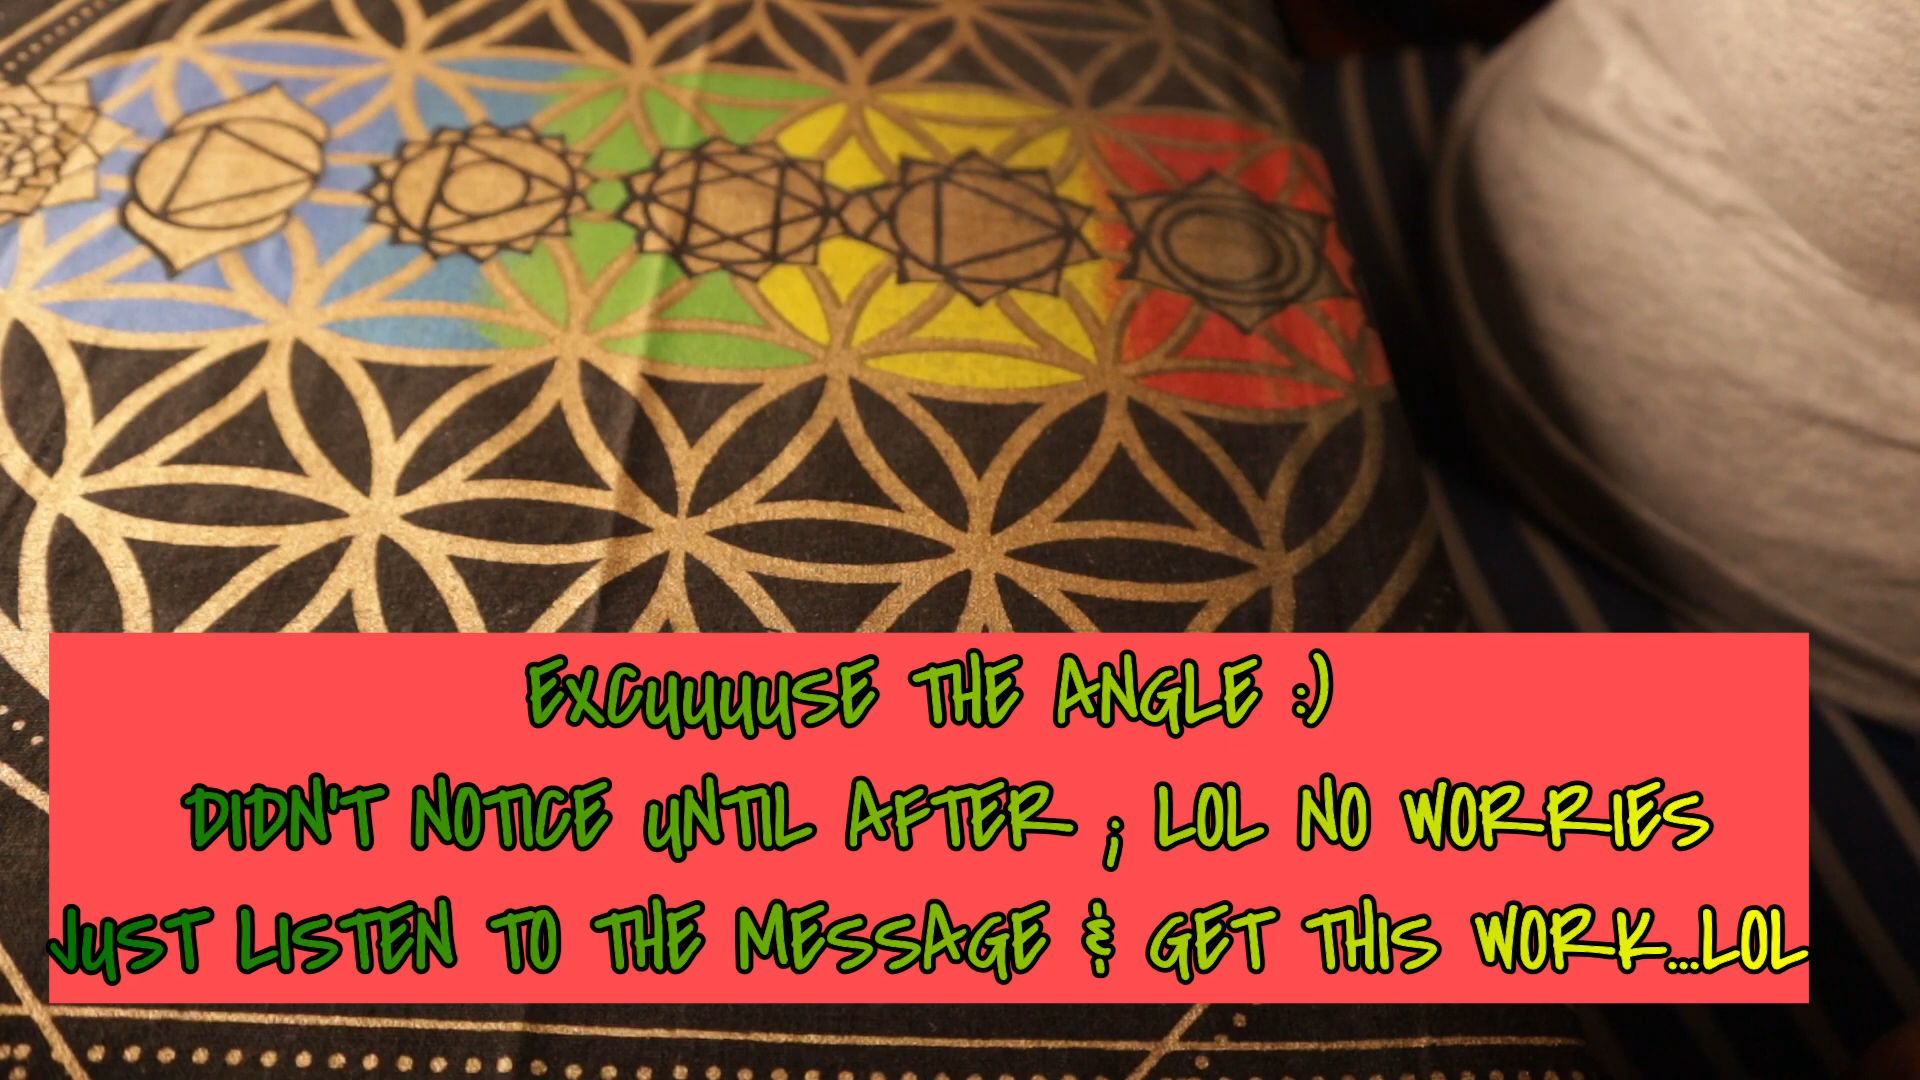 EXCUUUUSE THE ANGLE :)
DIDN'T NOTICE UNTIL AFTER ; LOL NO WORRIES
JUST LISTEN TO THE MESSAGE & GET THIS WORK...LOL